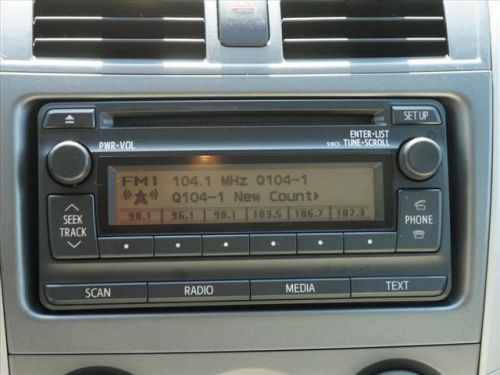 SET UP
PWR•VOL
ENTER•LIST
518C5 TUNE•SCROLL
FM1 104.1 MHz Q104-1
Q104-1 New Count
98.1 96.1 98.1 103.5 106.7 107.3
SEEK
TRACK
PHONE
SCAN RADIO MEDIA TEXT